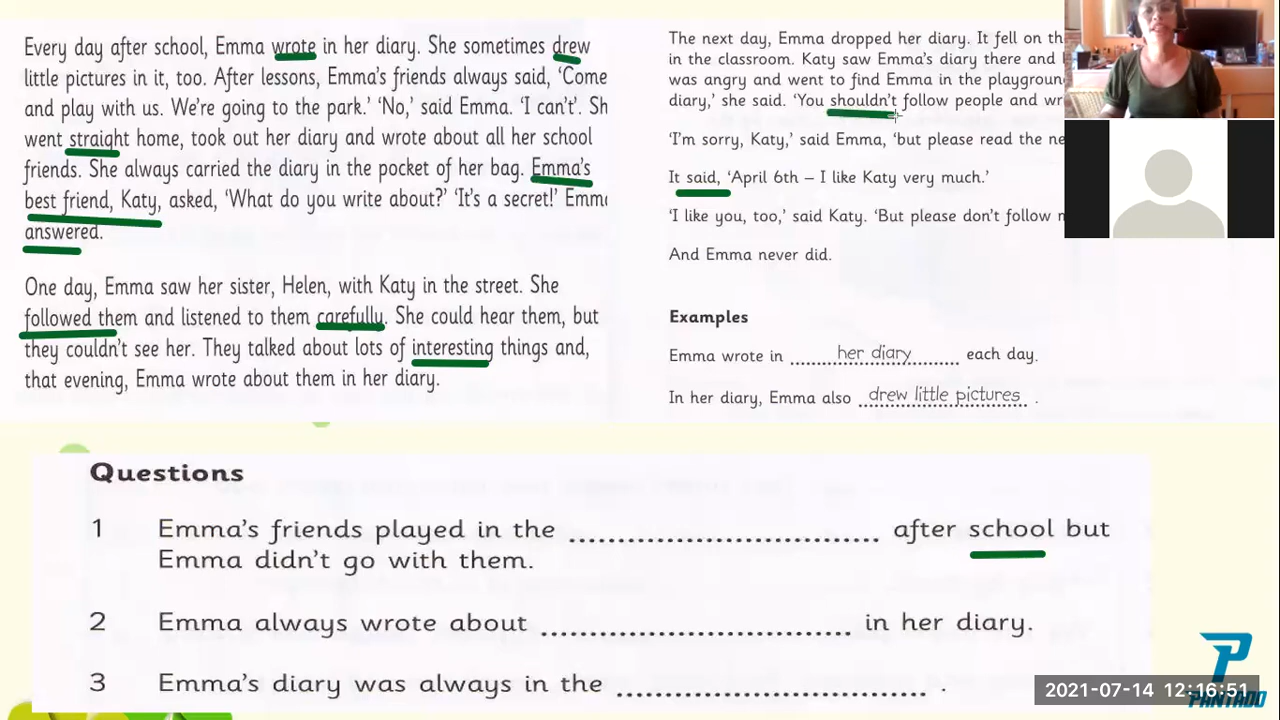 Every day after school, Emma wrote in her diary. She sometimes drew
little pictures in it, too. After lessons, Emma's friends always said, 'Come
and play with us. We're going to the park.' 'No,' said Emma. 'I can't'. Sh
went straight home, took out her diary and wrote about all her school
friends. She always carried the diary in the pocket of her bag. Emma's
best friend, Katy, asked, 'What do you write about?' 'It's a secret!' Emm
answered.
One day, Emma saw her sister, Helen, with Katy in the street. She
followed them and listened to them carefully. She could hear them, but
they couldn't see her. They talked about lots of interesting things and,
that evening, Emma wrote about them in her diary.
The next day, Emma dropped her diary. It fell on th
in the classroom. Katy saw Emma's diary there and
was angry and went to find Emma in the playgroun
diary,' she said. 'You shouldn't follow people and wr
'I'm sorry, Katy,' said Emma, 'but please read the ne
It said, 'April 6th – I like Katy very much.'
'I like you, too,' said Katy. 'But please don't follow
And Emma never did.
Examples
Emma wrote in her diary each day.
In her diary, Emma also drew little pictures .
Questions
1 Emma's friends played in the ........ after school but
Emma didn't go with them.
2 Emma always wrote about ........ in her diary.
3 Emma's diary was always in the ........ .
2021-07-14 12:16:51
PANTADO